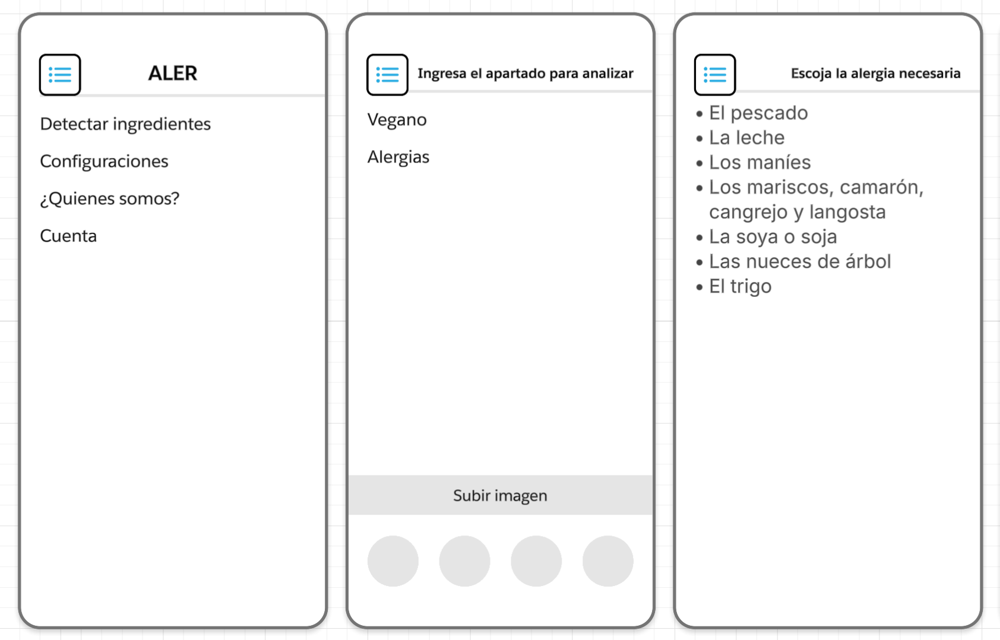 ALER
Detectar ingredientes
Configuraciones
¿Quienes somos?
Cuenta
Ingresa el apartado para analizar
Vegano
Alergias
Subir imagen
Escoja la alergia necesaria
• El pescado
• La leche
• Los maníes
• Los mariscos, camarón,
cangrejo y langosta
• La soya o soja
• Las nueces de árbol
• El trigo